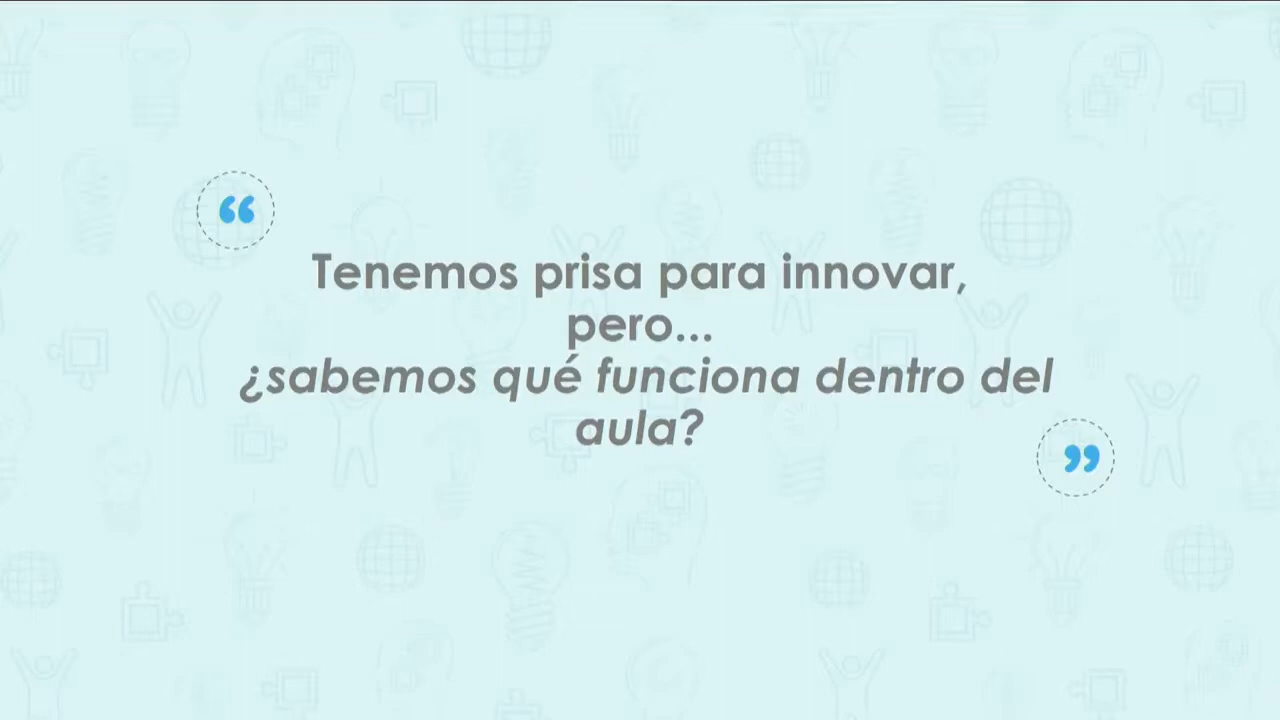 “
Tenemos prisa para innovar,
pero...
¿sabemos qué funciona dentro del
aula?
”